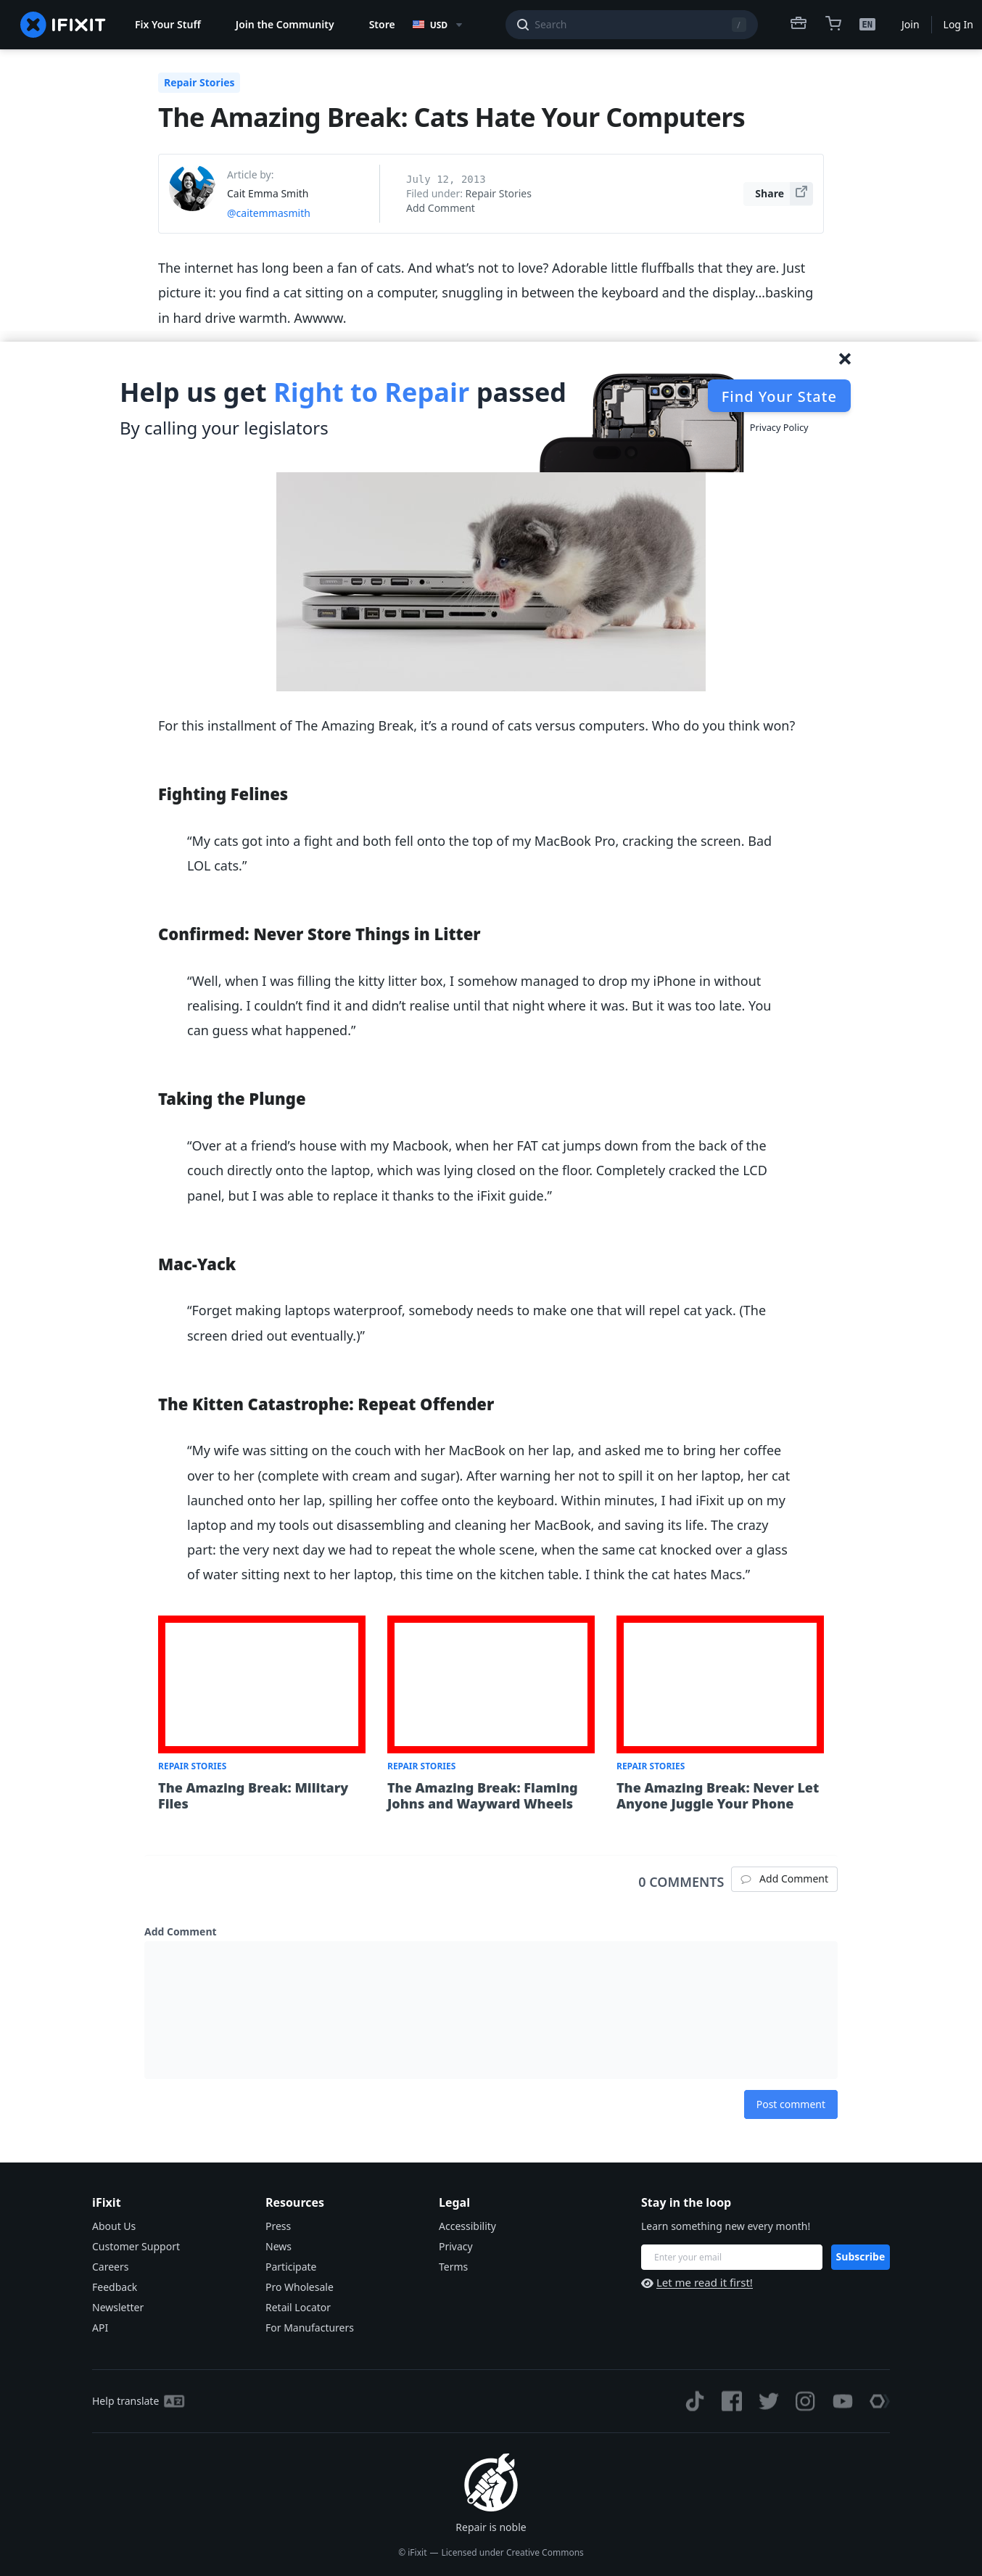 IFIXIT
Fix Your Stuff
Join the Community
Store
USD
Search
/
EN
Join
Log In
Repair Stories
The Amazing Break: Cats Hate Your Computers
Article by:
Cait Emma Smith
@caitemmasmith
July 12, 2013
Filed under: Repair Stories
Add Comment
Share
The internet has long been a fan of cats. And what’s not to love? Adorable little fluffballs that they are. Just
picture it: you find a cat sitting on a computer, snuggling in between the keyboard and the display…basking
in hard drive warmth. Awwww.
Help us get Right to Repair passed
By calling your legislators
Find Your State
Privacy Policy
For this installment of The Amazing Break, it’s a round of cats versus computers. Who do you think won?
Fighting Felines
“My cats got into a fight and both fell onto the top of my MacBook Pro, cracking the screen. Bad
LOL cats.”
Confirmed: Never Store Things in Litter
“Well, when I was filling the kitty litter box, I somehow managed to drop my iPhone in without
realising. I couldn’t find it and didn’t realise until that night where it was. But it was too late. You
can guess what happened.”
Taking the Plunge
“Over at a friend’s house with my Macbook, when her FAT cat jumps down from the back of the
couch directly onto the laptop, which was lying closed on the floor. Completely cracked the LCD
panel, but I was able to replace it thanks to the iFixit guide.”
Mac-Yack
“Forget making laptops waterproof, somebody needs to make one that will repel cat yack. (The
screen dried out eventually.)”
The Kitten Catastrophe: Repeat Offender
“My wife was sitting on the couch with her MacBook on her lap, and asked me to bring her coffee
over to her (complete with cream and sugar). After warning her not to spill it on her laptop, her cat
launched onto her lap, spilling her coffee onto the keyboard. Within minutes, I had iFixit up on my
laptop and my tools out disassembling and cleaning her MacBook, and saving its life. The crazy
part: the very next day we had to repeat the whole scene, when the same cat knocked over a glass
of water sitting next to her laptop, this time on the kitchen table. I think the cat hates Macs.”
REPAIR STORIES
The Amazing Break: Military
Files
REPAIR STORIES
The Amazing Break: Flaming
Johns and Wayward Wheels
REPAIR STORIES
The Amazing Break: Never Let
Anyone Juggle Your Phone
0 COMMENTS
Add Comment
Add Comment
Post comment
iFixit
About Us
Customer Support
Careers
Feedback
Newsletter
API
Resources
Press
News
Participate
Pro Wholesale
Retail Locator
For Manufacturers
Legal
Accessibility
Privacy
Terms
Stay in the loop
Learn something new every month!
Enter your email
Subscribe
Let me read it first!
Help translate
Repair is noble
© iFixit — Licensed under Creative Commons